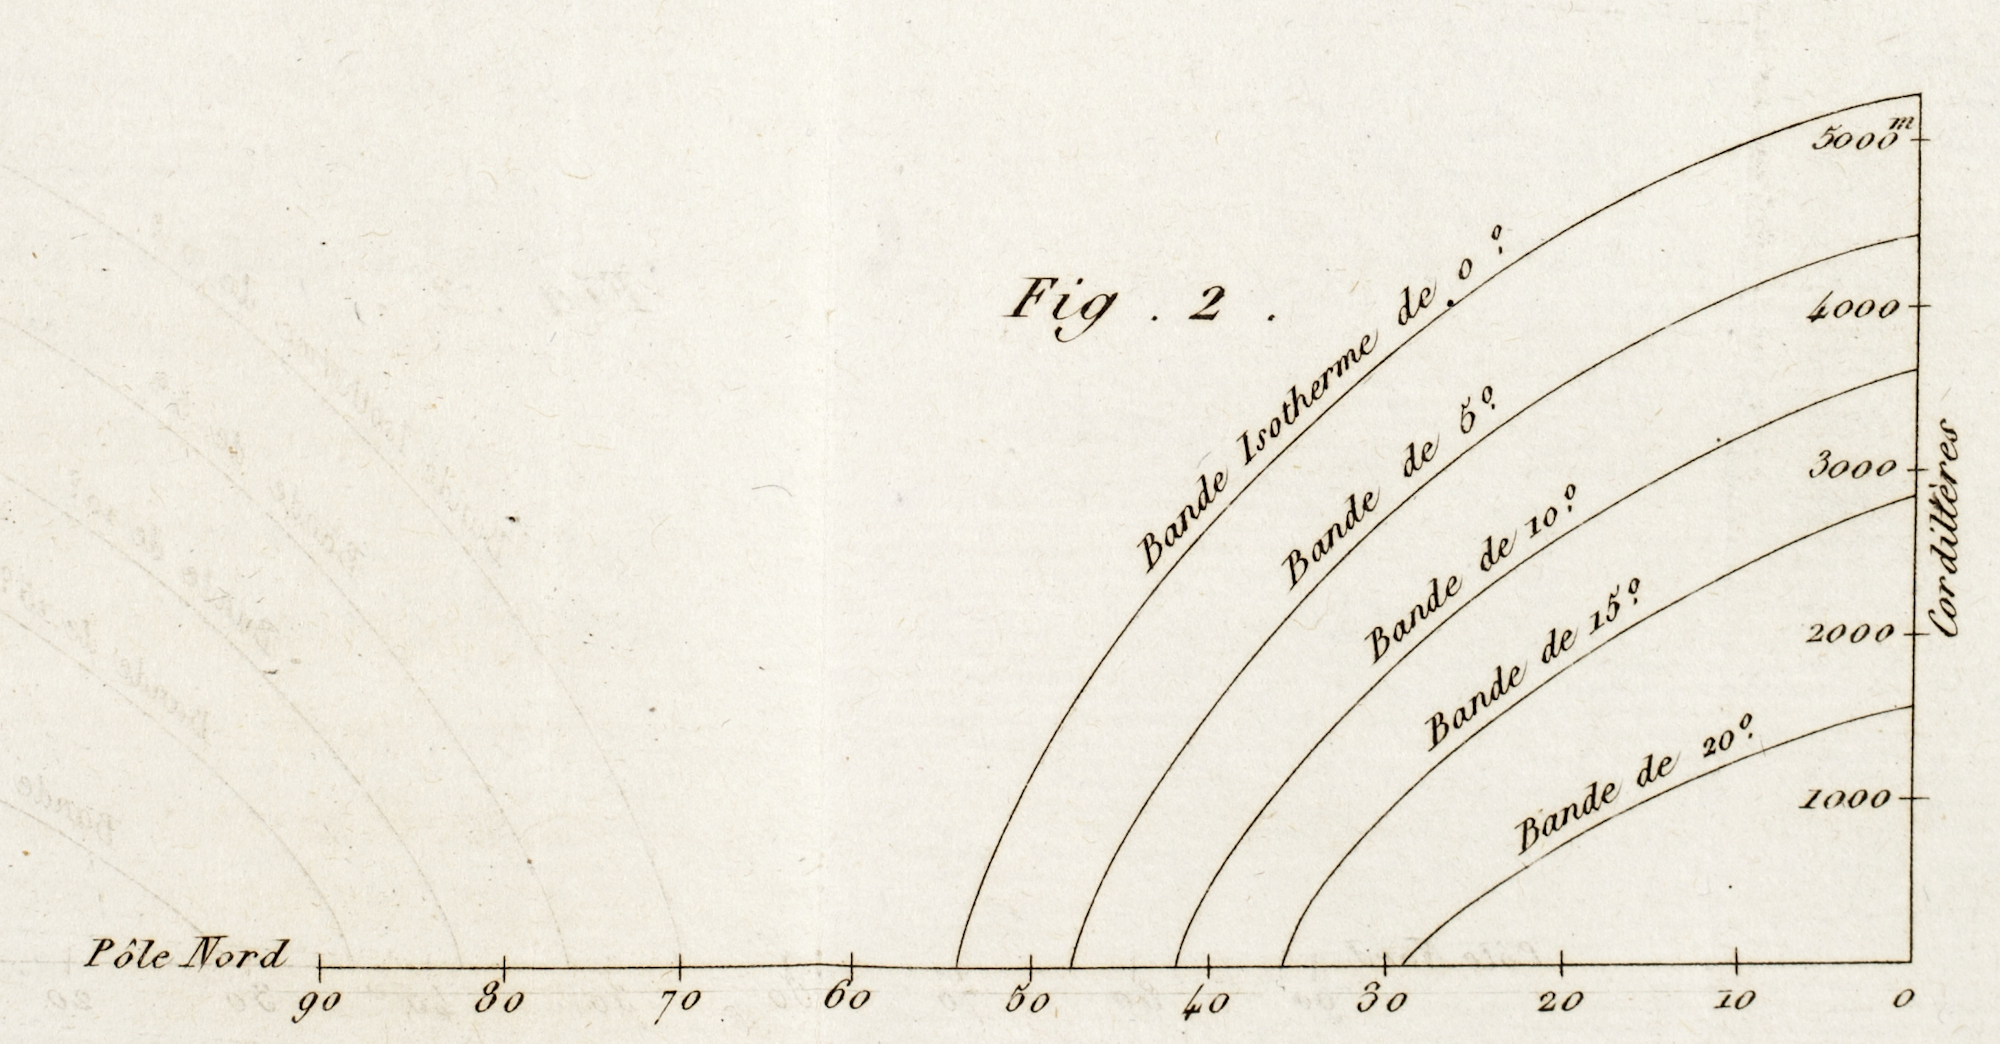 Fig. 2.
5000m
4000
3000
2000
1000
Cordillères
Bande Isotherme de 0°
Bande de 5°
Bande de 10°
Bande de 15°
Bande de 20°
Pôle Nord
90 80 70 60 50 40 30 20 10 0